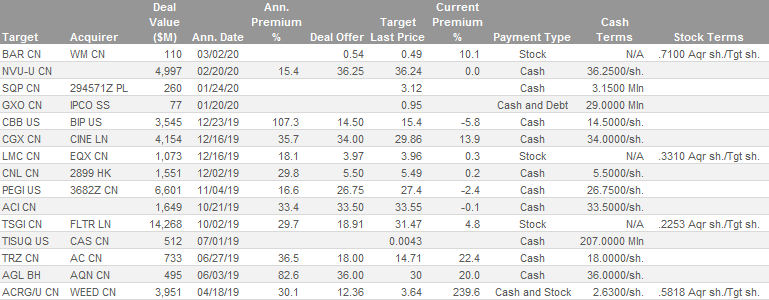 Deal Ann. Target Current
Value Premium Last Price Premium Cash
Target Acquirer ($M) Ann. Date % Deal Offer % Payment Type Terms Stock Terms
BAR CN WM CN 110 03/02/20 0.54 0.49 10.1 Stock N/A .7100 Aqr sh./Tgt sh.
NVU-U CN 4,997 02/20/20 15.4 36.25 36.24 0.0 Cash 36.2500/sh.
SQP CN 294571Z PL 260 01/24/20 3.12 Cash 3.1500 Mln
GXO CN IPCO SS 77 01/20/20 0.95 Cash and Debt 29.0000 Mln
CBB US BIP US 3,545 12/23/19 107.3 14.50 15.4 -5.8 Cash 14.5000/sh.
CGX CN CINE LN 4,154 12/16/19 35.7 34.00 29.86 13.9 Cash 34.0000/sh.
LMC CN EQX CN 1,073 12/16/19 18.1 3.97 3.96 0.3 Stock N/A .3310 Aqr sh./Tgt sh.
CNL CN 2899 HK 1,551 12/02/19 29.8 5.50 5.49 0.2 Cash 5.5000/sh.
PEGI US 3682Z CN 6,601 11/04/19 16.6 26.75 27.4 -2.4 Cash 26.7500/sh.
ACI CN 1,649 10/21/19 33.4 33.50 33.55 -0.1 Cash 33.5000/sh.
TSGI CN FLTR LN 14,268 10/02/19 29.7 18.91 31.47 4.8 Stock N/A .2253 Aqr sh./Tgt sh.
TISUQ US CAS CN 512 07/01/19 0.0043 Cash 207.0000 Mln
TRZ CN AC CN 733 06/27/19 36.5 18.00 14.71 22.4 Cash 18.0000/sh.
AGL BH AQN CN 495 06/03/19 82.6 36.00 30 20.0 Cash 36.0000/sh.
ACRG/U CN WEED CN 3,951 04/18/19 30.1 12.36 3.64 239.6 Cash and Stock 2.6300/sh. .5818 Aqr sh./Tgt sh.